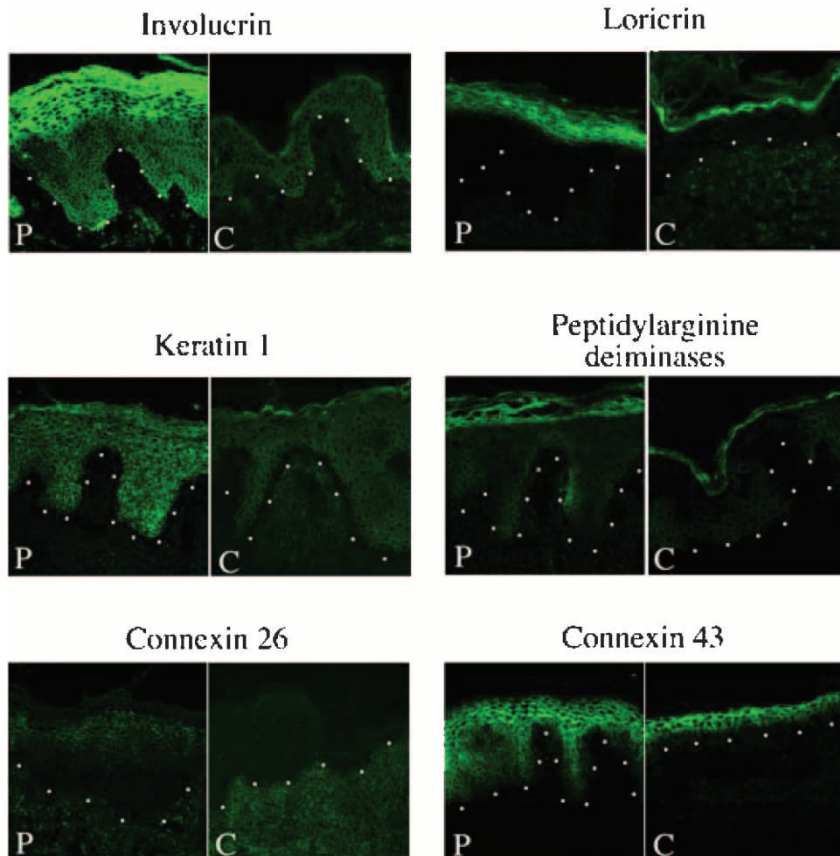 Involucrin
Loricrin
P
C
P
C
Keratin 1
Peptidylarginine
deiminases
P
C
P
C
Connexin 26
Connexin 43
P
C
P
C